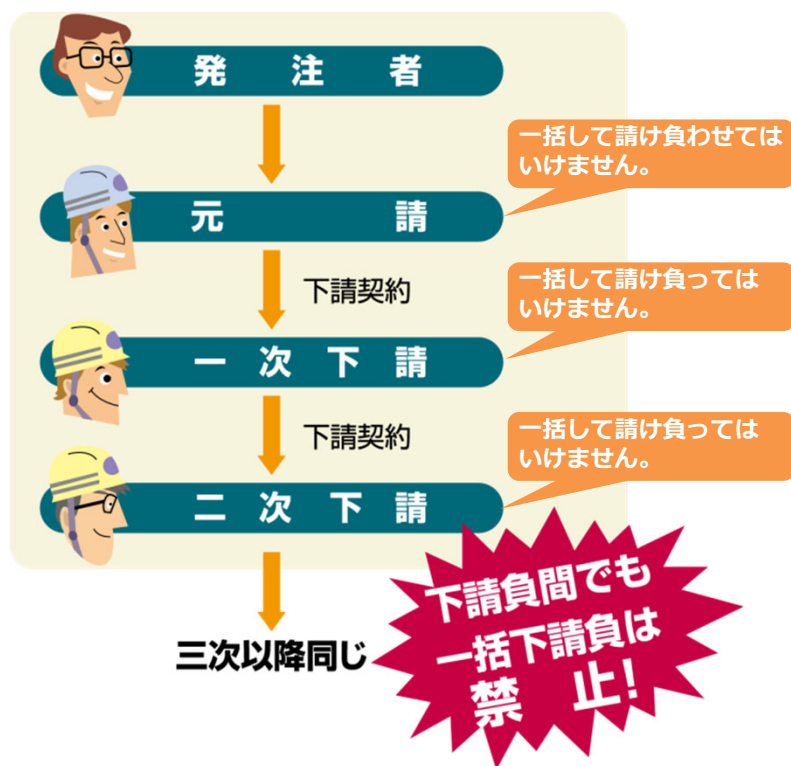 発注者
一括して請け負わせては
いけません。
元請
下請契約
一括して請け負っては
いけません。
一次下請
下請契約
一括して請け負っては
いけません。
二次下請
下請負間でも
一括下請負は
禁止!
三次以降同じ